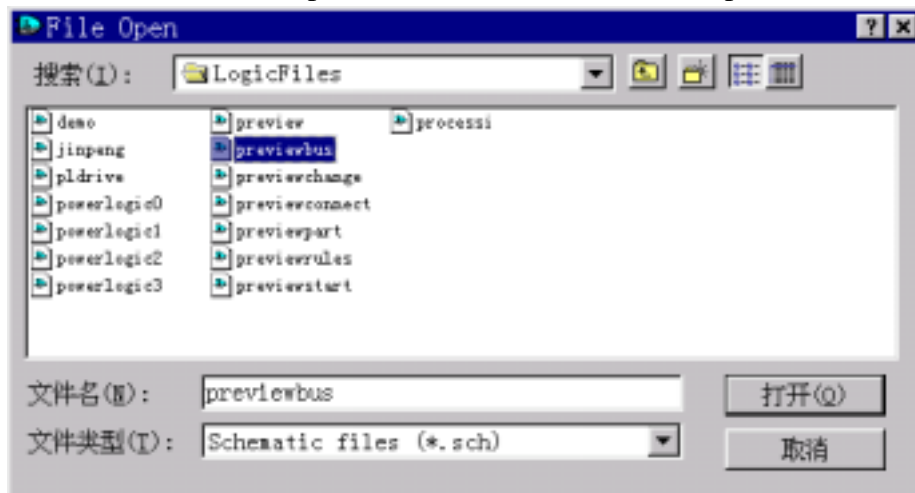 File Open
搜索(I): LogicFiles
demo preview processi
jinpeng previewbus
pldrive previewchange
powerlogic0 previewconnect
powerlogic1 previewpart
powerlogic2 previewrules
powerlogic3 previewstart
文件名(N): previewbus 打开(O)
文件类型(T): Schematic files (*.sch) 取消